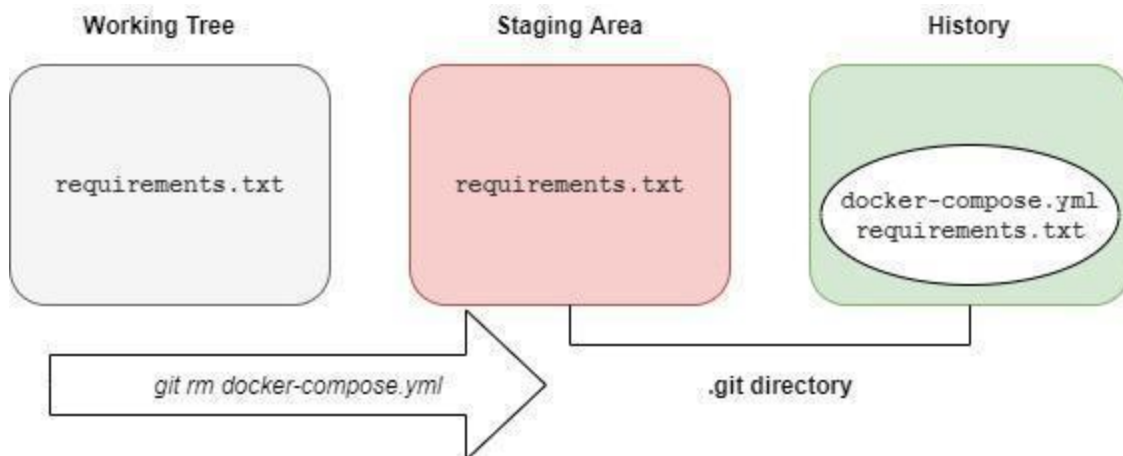 Working Tree
Staging Area
History
requirements.txt
requirements.txt
docker-compose.yml
requirements.txt
git rm docker-compose.yml
.git directory